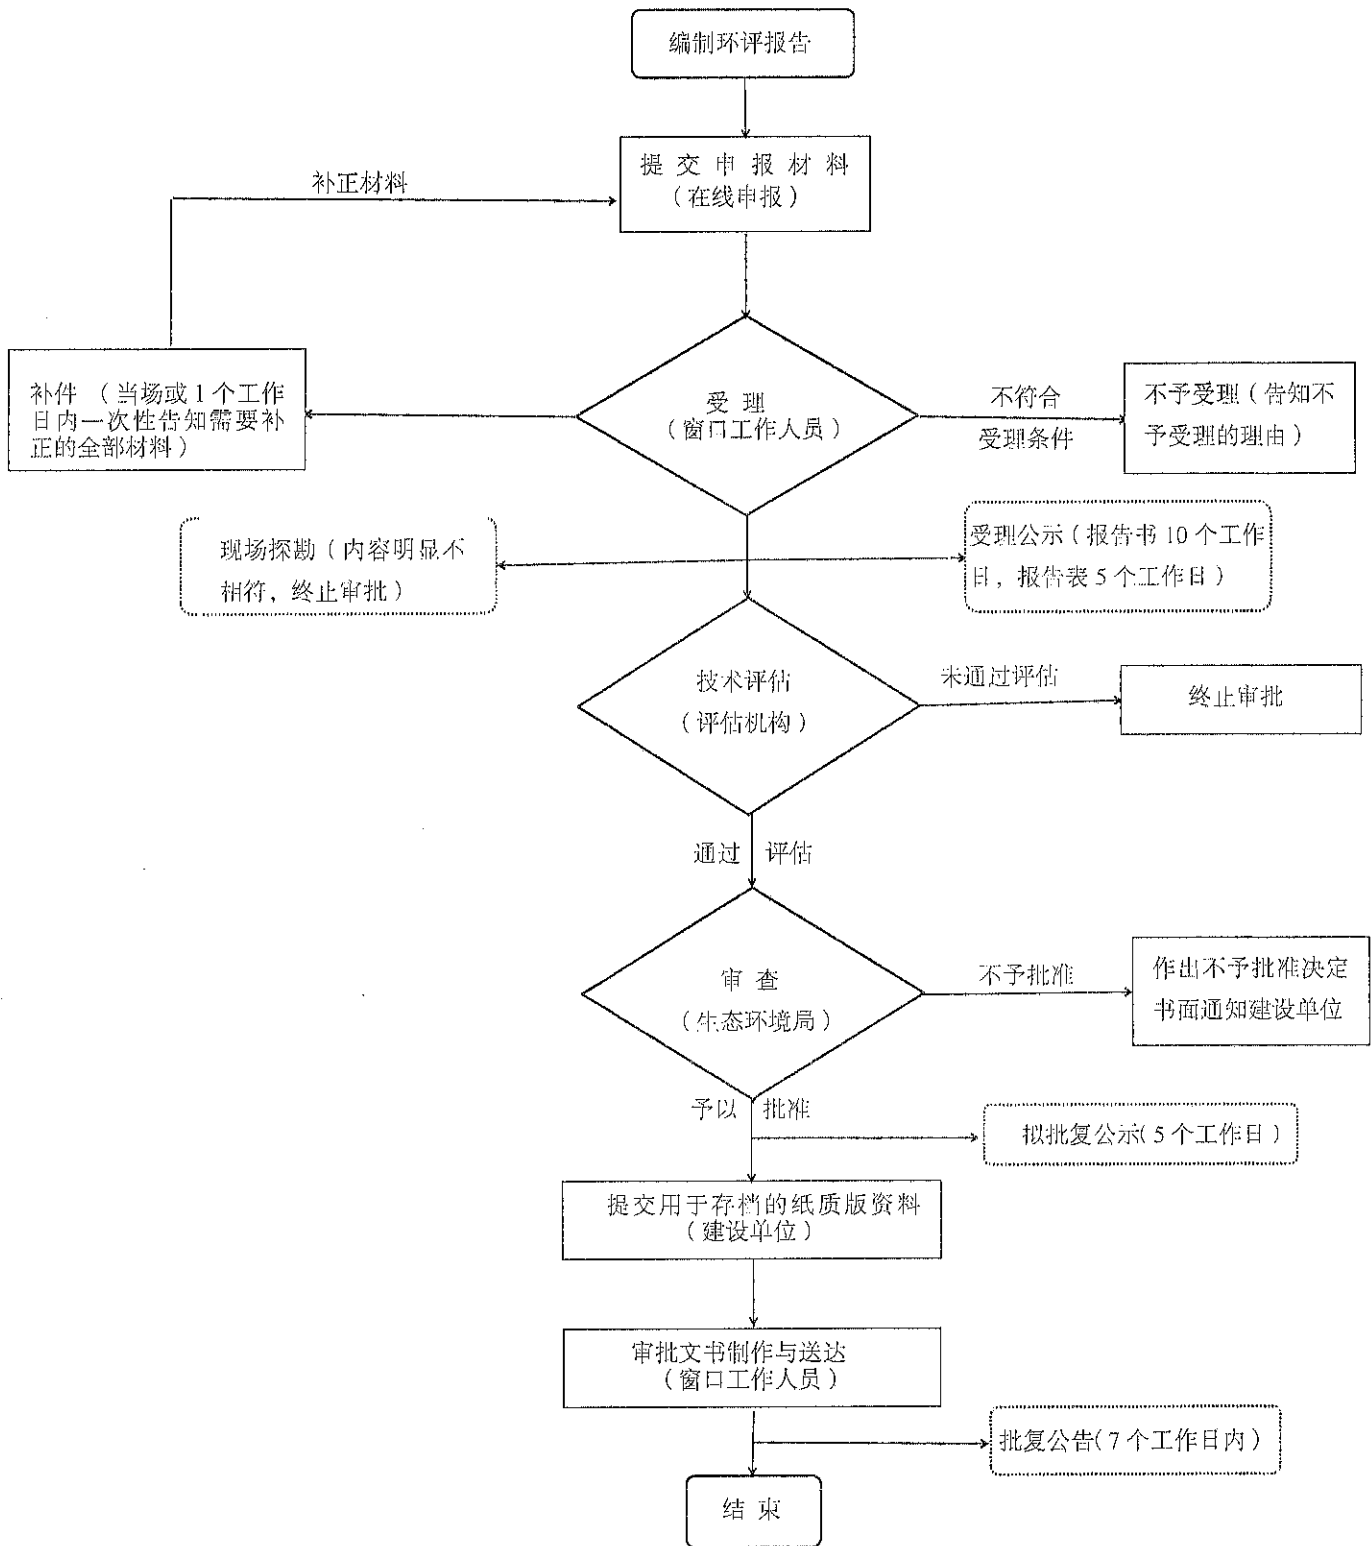 编制环评报告
提交申报材料
（在线申报）
补正材料
补件（当场或1个工作
日内一次性告知需要补
正的全部材料）
受理
（窗口工作人员）
不符合
受理条件
不予受理（告知不
予受理的理由）
现场探勘（内容明显不
相符，终止审批）
受理公示（报告书10个工作
日，报告表5个工作日）
技术评估
（评估机构）
未通过评估
终止审批
通过评估
审查
（生态环境局）
不予批准
作出不予批准决定
书面通知建设单位
予以批准
拟批复公示（5个工作日）
提交用于存档的纸质版资料
（建设单位）
审批文书制作与送达
（窗口工作人员）
批复公告（7个工作日内）
结束